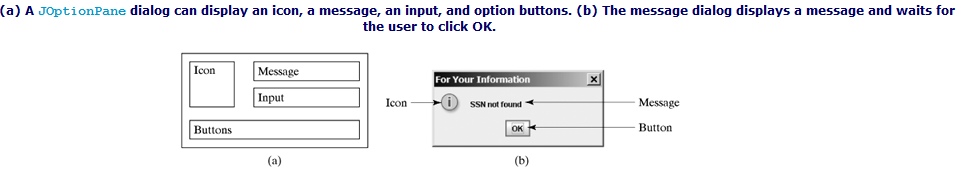 (a) A JOptionPane dialog can display an icon, a message, an input, and option buttons. (b) The message dialog displays a message and waits for
the user to click OK.
Icon
Message
Input
Buttons
(a)
For Your Information
Icon
i
SSN not found
Message
OK
Button
(b)